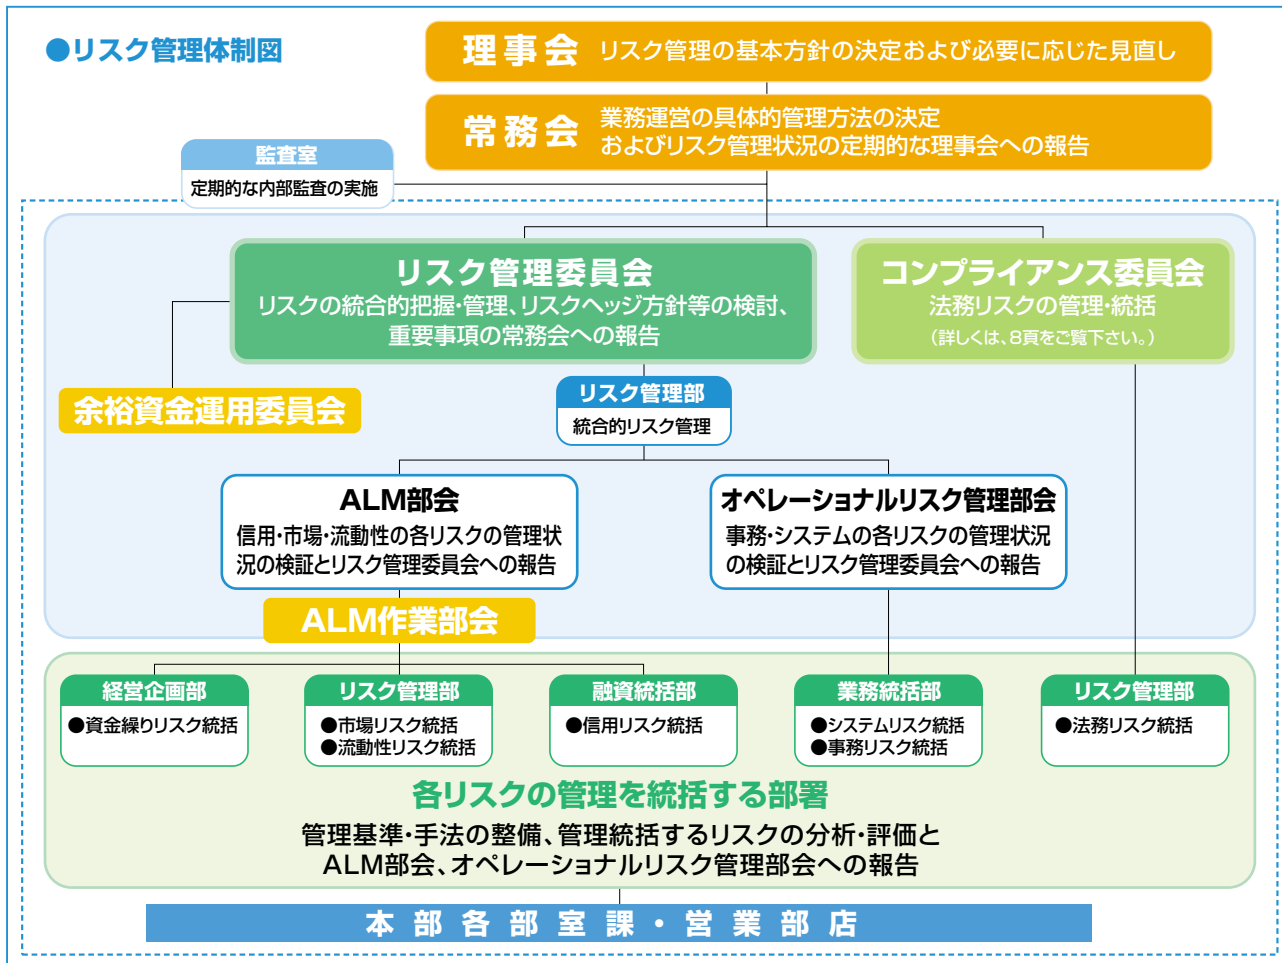 ●リスク管理体制図
理事会 リスク管理の基本方針の決定および必要に応じた見直し
常務会 業務運営の具体的管理方法の決定
およびリスク管理状況の定期的な理事会への報告
監査室
定期的な内部監査の実施
リスク管理委員会
リスクの統合的把握・管理、リスクヘッジ方針等の検討、
重要事項の常務会への報告
コンプライアンス委員会
法務リスクの管理・統括
(詳しくは、8頁をご覧下さい。)
余裕資金運用委員会
リスク管理部
統合的リスク管理
ALM部会
信用・市場・流動性の各リスクの管理状
況の検証とリスク管理委員会への報告
オペレーショナルリスク管理部会
事務・システムの各リスクの管理状況
の検証とリスク管理委員会への報告
ALM作業部会
経営企画部
●資金繰りリスク統括
リスク管理部
●市場リスク統括
●流動性リスク統括
融資統括部
●信用リスク統括
業務統括部
●システムリスク統括
●事務リスク統括
リスク管理部
●法務リスク統括
各リスクの管理を統括する部署
管理基準・手法の整備、管理統括するリスクの分析・評価と
ALM部会、オペレーショナルリスク管理部会への報告
本部各部室課・営業部店